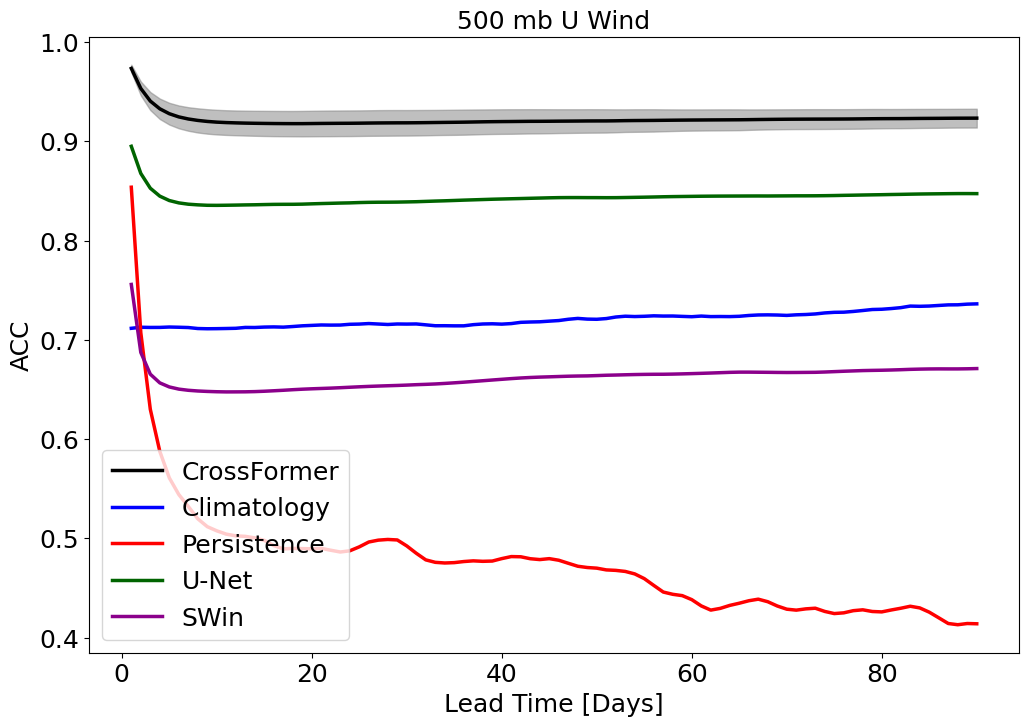 500 mb U Wind
1.0
0.9
0.8
0.7
0.6
0.5
0.4
ACC
CrossFormer
Climatology
Persistence
U-Net
SWin
0 20 40 60 80
Lead Time [Days]